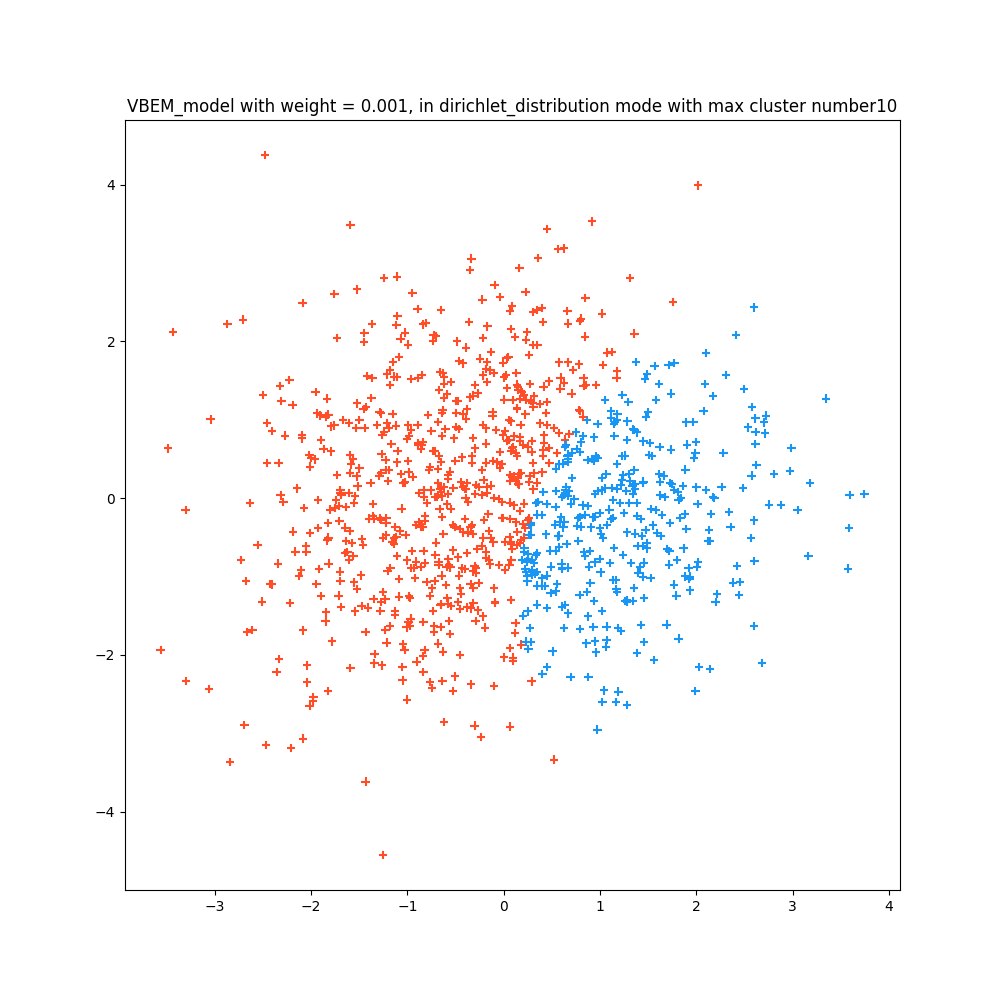 VBEM_model with weight = 0.001, in dirichlet_distribution mode with max cluster number10
4
2
0
−2
−4
−3 −2 −1 0 1 2 3 4